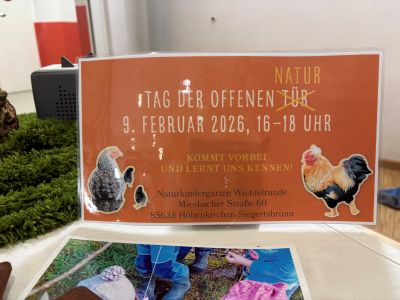 NATUR
TAG DER OFFENEN TÜR
9. FEBRUAR 2026, 16-18 UHR
KOMMT VORBEI
UND LERNT UNS KENNEN!
Naturkindergarten Wichtelrunde
Miesbacher Straße 60
85635 Höhenkirchen-Siegertsbrunn